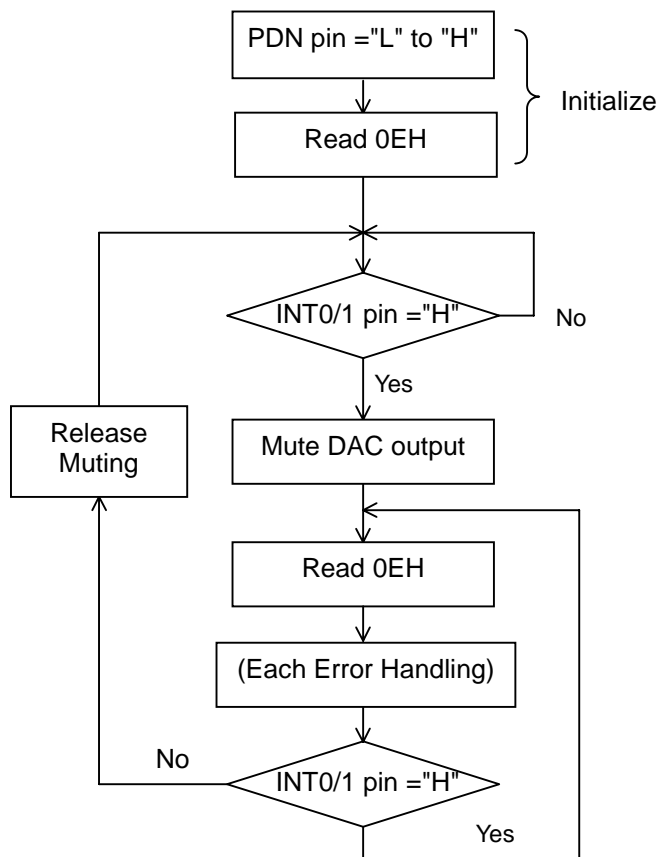 PDN pin ="L" to "H"
Initialize
Read 0EH
INT0/1 pin ="H"
No
Yes
Release
Muting
Mute DAC output
Read 0EH
(Each Error Handling)
No
INT0/1 pin ="H"
Yes